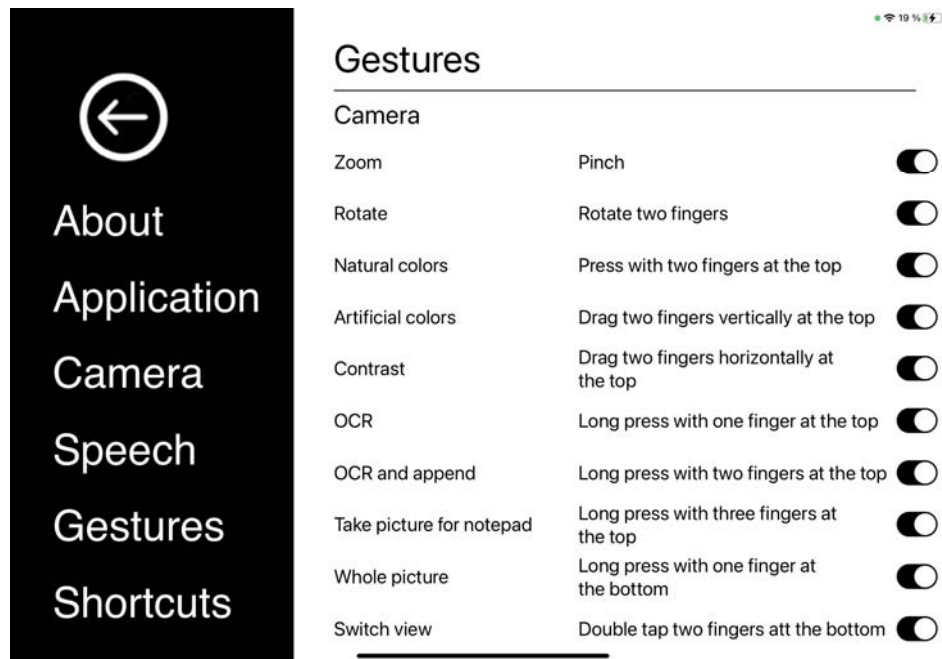 19 %
About
Application
Camera
Speech
Gestures
Shortcuts
Gestures
Camera
Zoom Pinch
Rotate Rotate two fingers
Natural colors Press with two fingers at the top
Artificial colors Drag two fingers vertically at the top
Contrast Drag two fingers horizontally at
the top
OCR Long press with one finger at the top
OCR and append Long press with two fingers at the top
Take picture for notepad Long press with three fingers at
the top
Whole picture Long press with one finger at
the bottom
Switch view Double tap two fingers att the bottom